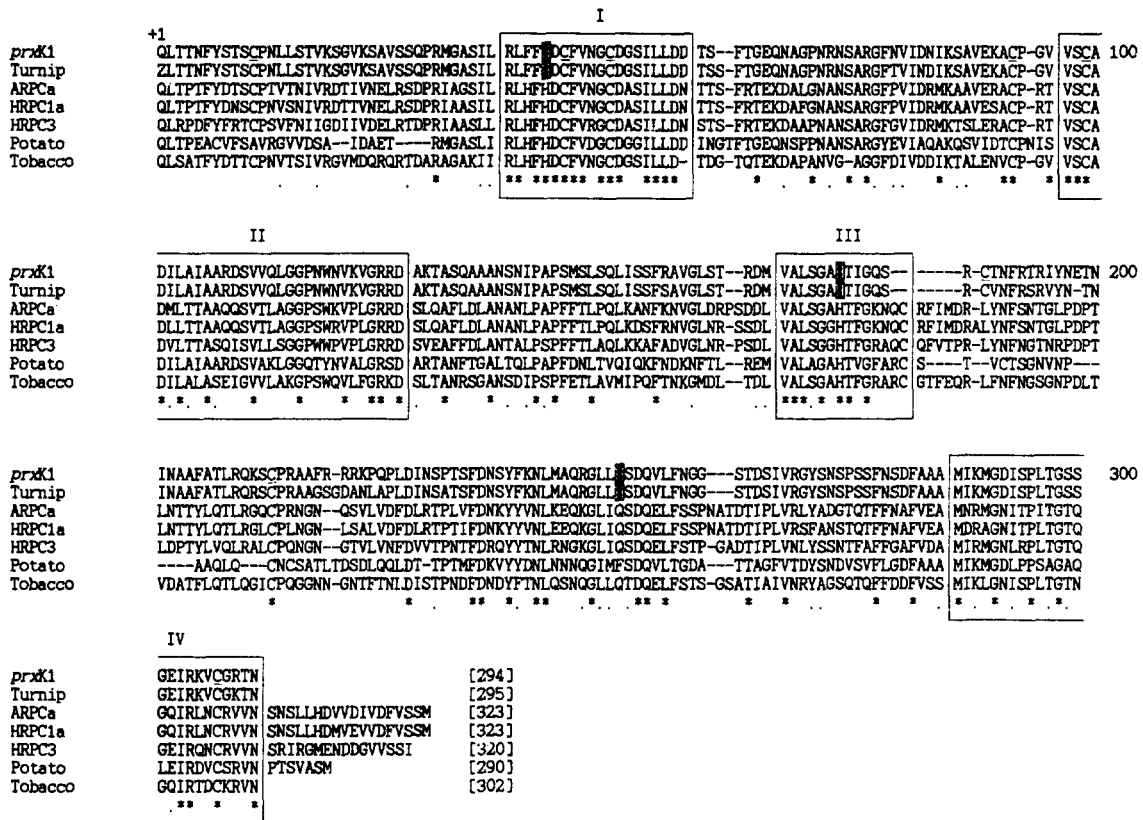 I
+1
prxK1 QLTTNFYSTSCPNLLSTVKSGVKSAVSSQPRMGASIL RLFFHDCFVNGCDGSILLDD TS--FTGEQNAGPNRNSARGFNVIDNIKSAVEKACP-GV VSCA 100
Turnip ZLTTNFYSTSCPNLLSTVKSGVKSAVSSQPRMGASIL RLFFHDCFVNGCDGSILLDD TSS-FTGEQNAGPNRNSARGFTVINDIKSAVEKACP-GV VSCA
ARPCa QLTPTFYDTSCPTVTNIVRDTIVNELRSDPRIAGSIL RLHFHDCFVNGCDASILLDN TTS-FRTEKDALGNANSARGFPVIDRMKAAVERACP-RT VSCA
HRPC1a QLTPTFYDNSCPNVSNIVRDTTVNELRSDPRIAASIL RLHFHDCFVNGCDASILLDN TTS-FRTEKDAFGNANSARGFPVIDRMKAAVESACP-RT VSCA
HRPC3 QLRPDFYFRTCPSVFNIIGDIIVDELRTDPRIAASLL RLHFHDCFVRGCDASILLDN STS-FRTEKDAAPNANSARGFGVIDRMKTSLERACP-RT VSCA
Potato QLTPEACVFSAVRGVVDSA--IDAET----RMGASLI RLHFHDCFVDGCDGGILLDD INGTFTGEQNSPPNANSARGYEVIAQAKQSVIDTCPNIS VSCA
Tobacco QLSATFYDTTCPNVTSIVRGVMDQRQRTDARAGAKII RLHFHDCFVNGCDGSILLD- TDG-TQTEKDAPANVG-AGGFDIVDDIKTALENVCP-GV VSCA
II III
prxK1 DILAIAARDSVVQLGGPNWNVKVGRRD AKTASQAAANSNIPAPSMSLSQLISSFRAVGLST--RDM VALSGAHTIGQS- -----R-CTNFRTRIYNETN 200
Turnip DILAIAARDSVVQLGGPNWNVKVGRRD AKTASQAAANSNIPAPSMSLSQLISSFSAVGLST--RDM VALSGAHTIGQS- -----R-CVNFRSRVYN-TN
ARPCa DMLTTAAQQSVTLAGGPSWKVPLGRRD SLQAFLDLANANLPAPFFTLPQLKANFKNVGLDRPSDDL VALSGAHTFGKNQC RFIMDR-LYNFSNTGLPDPT
HRPC1a DLLTTAAQQSVTLAGGPSWRVPLGRRD SLQAFLDLANANLPAPFFTLPQLKDSFRNVGLNR-SSDL VALSGGHTFGKNQC RFIMDRALYNFSNTGLPDPT
HRPC3 DVLTTASQISVLLSGGPWWPVPLGRRD SVEAFFDLANTALPSPFFTLAQLKKAFADVGLNR-PSDL VALSGGHTFGRAQC QFVTPR-LYNFNGTNRPDPT
Potato DILAIAARDSVAKLGGQTYNVALGRSD ARTANFTGALTQLPAPFDNLTVQIQKFNDKNFTL-REM VALAGAHTVGFARC S----T--VCTSGNVNP----
Tobacco DILALASEIGVVLAKGPSWQVLFGRKD SLTANRSGANSDIPSPFETLAVMIPQFTNKGMDL-TDL VALSGAHTFGRARC GTFEQR-LFNFNGSGNPDLT
prxK1 INAAFATLRQKSCPRAAFR-RRKPQPLDINSPTSFDNSYFKNLMAQRGLLHSDQVLFNGG---STDSIVRGYSNSPSSFNSDFAAA MIKMGDISPLTGSS 300
Turnip INAAFATLRQRSCPRAAGSGDANLAPLDINSATSFDNSYFKNLMAQRGLLHSDQVLFNGG---STDSIVRGYSNSPSSFNSDFAAA MIKMGDISPLTGSS
ARPCa LNTTYLQTLRGQCPRNGN--QSVLVDFDLRTPLVFDNKYYVNLKEQKGLIQSDQELFSSPNATDTIPLVRLYADGTQTFFNAFVEA MNRMGNITPITGTQ
HRPC1a LNTTYLQTLRGLCPLNGN--LSALVDFDLRTPTIFDNKYYVNLEEQKGLIQSDQELFSSPNATDTIPLVRSFANSTQTFFNAFVEA MDRAGNITPLTGTQ
HRPC3 LDPTYLVQLRALCPQNGN--GTVLVNFDVVTPNTFDRQYYTNLRNGKGLIQSDQELFSTP-GADTIPLVNLYSSNTFAFFGAFVDA MIRMGNLRPLTGTQ
Potato ----AAQLQ---CNCSATLTDSDLQQLDT-TPTMFDKVYYDNLNNNQGIMFSDQVLTGDA---TTAGFVTDYSNDVSVFLGDFAAA MIKMGDLPPSAGAQ
Tobacco VDATFLQTLQGICPQGGNN-GNTFTNLDISTPNDFDNDYFTNLQSNQGLLQTDQELFSTS-GSATIAIVNRYAGSQTQFFDDFVSS MIKLGNISPLTGTN
IV
prxK1 GEIRKVCGRTN [294]
Turnip GEIRKVCGKTN [295]
ARPCa GQIRLNCRVVN SNSLLHDVVDIVDFVSSM [323]
HRPC1a GQIRLNCRVVN SNSLLHDMVEVVDFVSSM [323]
HRPC3 GEIRQNCRVVN SRIRGMENDDGVVSSI [320]
Potato LEIRDVCSRVN PTSVASM [290]
Tobacco GQIRTDCKRVN [302]